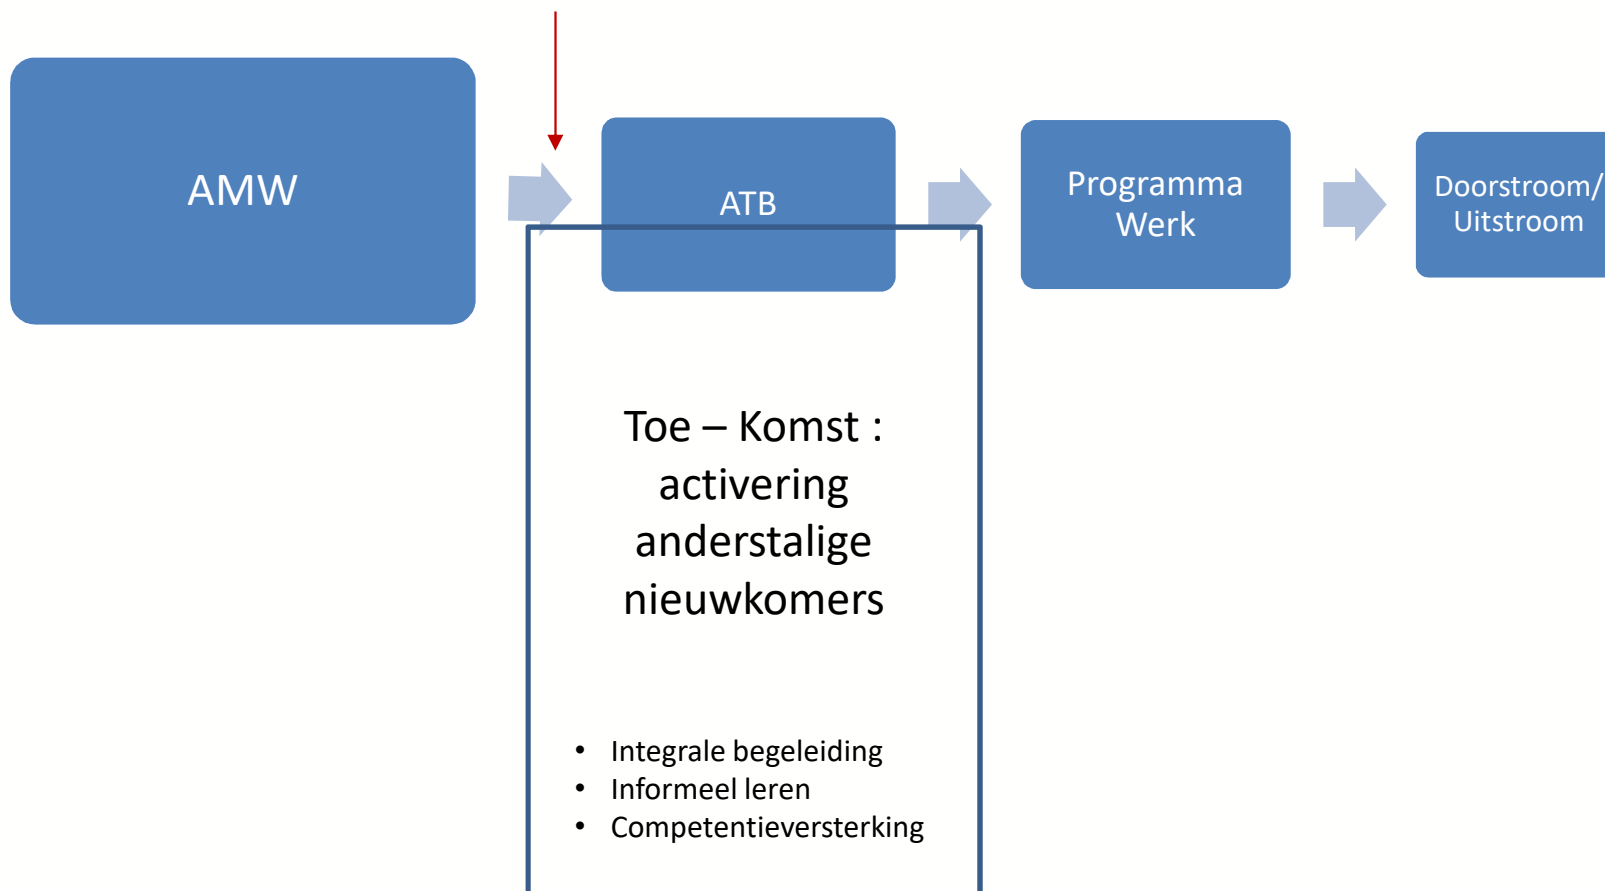 AMW
ATB
Programma
Werk
Doorstroom/
Uitstroom
Toe – Komst :
activering
anderstalige
nieuwkomers
• Integrale begeleiding
• Informeel leren
• Competentieversterking